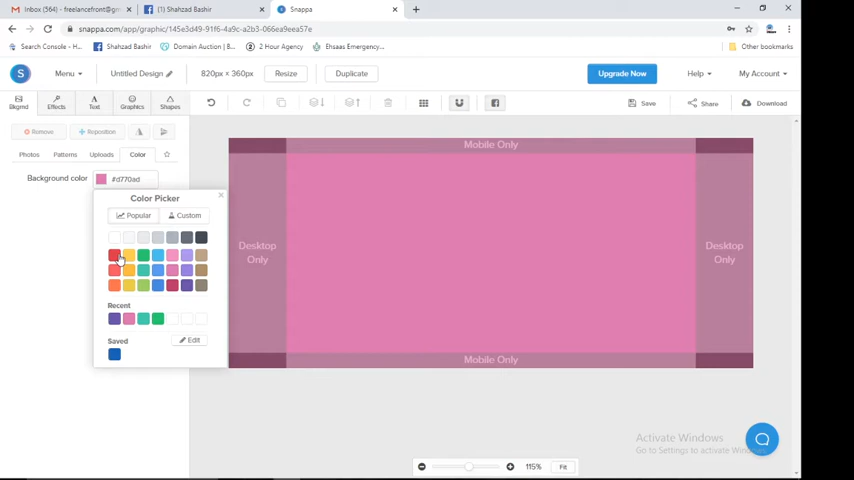 Inbox (564) - freelancefront@gm
(1) Shahzad Bashir
Snappa
snappa.com/app/graphic/145e3d49-91f6-4a9c-a2b3-066ea9eea57e
Search Console - H...
Shahzad Bashir
Domain Auction | B...
2 Hour Agency
Ehsaas Emergency...
Other bookmarks
S
Menu
Untitled Design
820px × 360px
Resize
Duplicate
Upgrade Now
Help
My Account
Bkgrnd
Effects
Text
Graphics
Shapes
Save
Share
Download
Remove
Reposition
Photos
Patterns
Uploads
Color
Background color
#d770ad
Color Picker
Popular
Custom
Recent
Saved
Edit
Mobile Only
Desktop
Only
Desktop
Only
Mobile Only
Activate Windows
Go to Settings to activate Windows.
115%
Fit